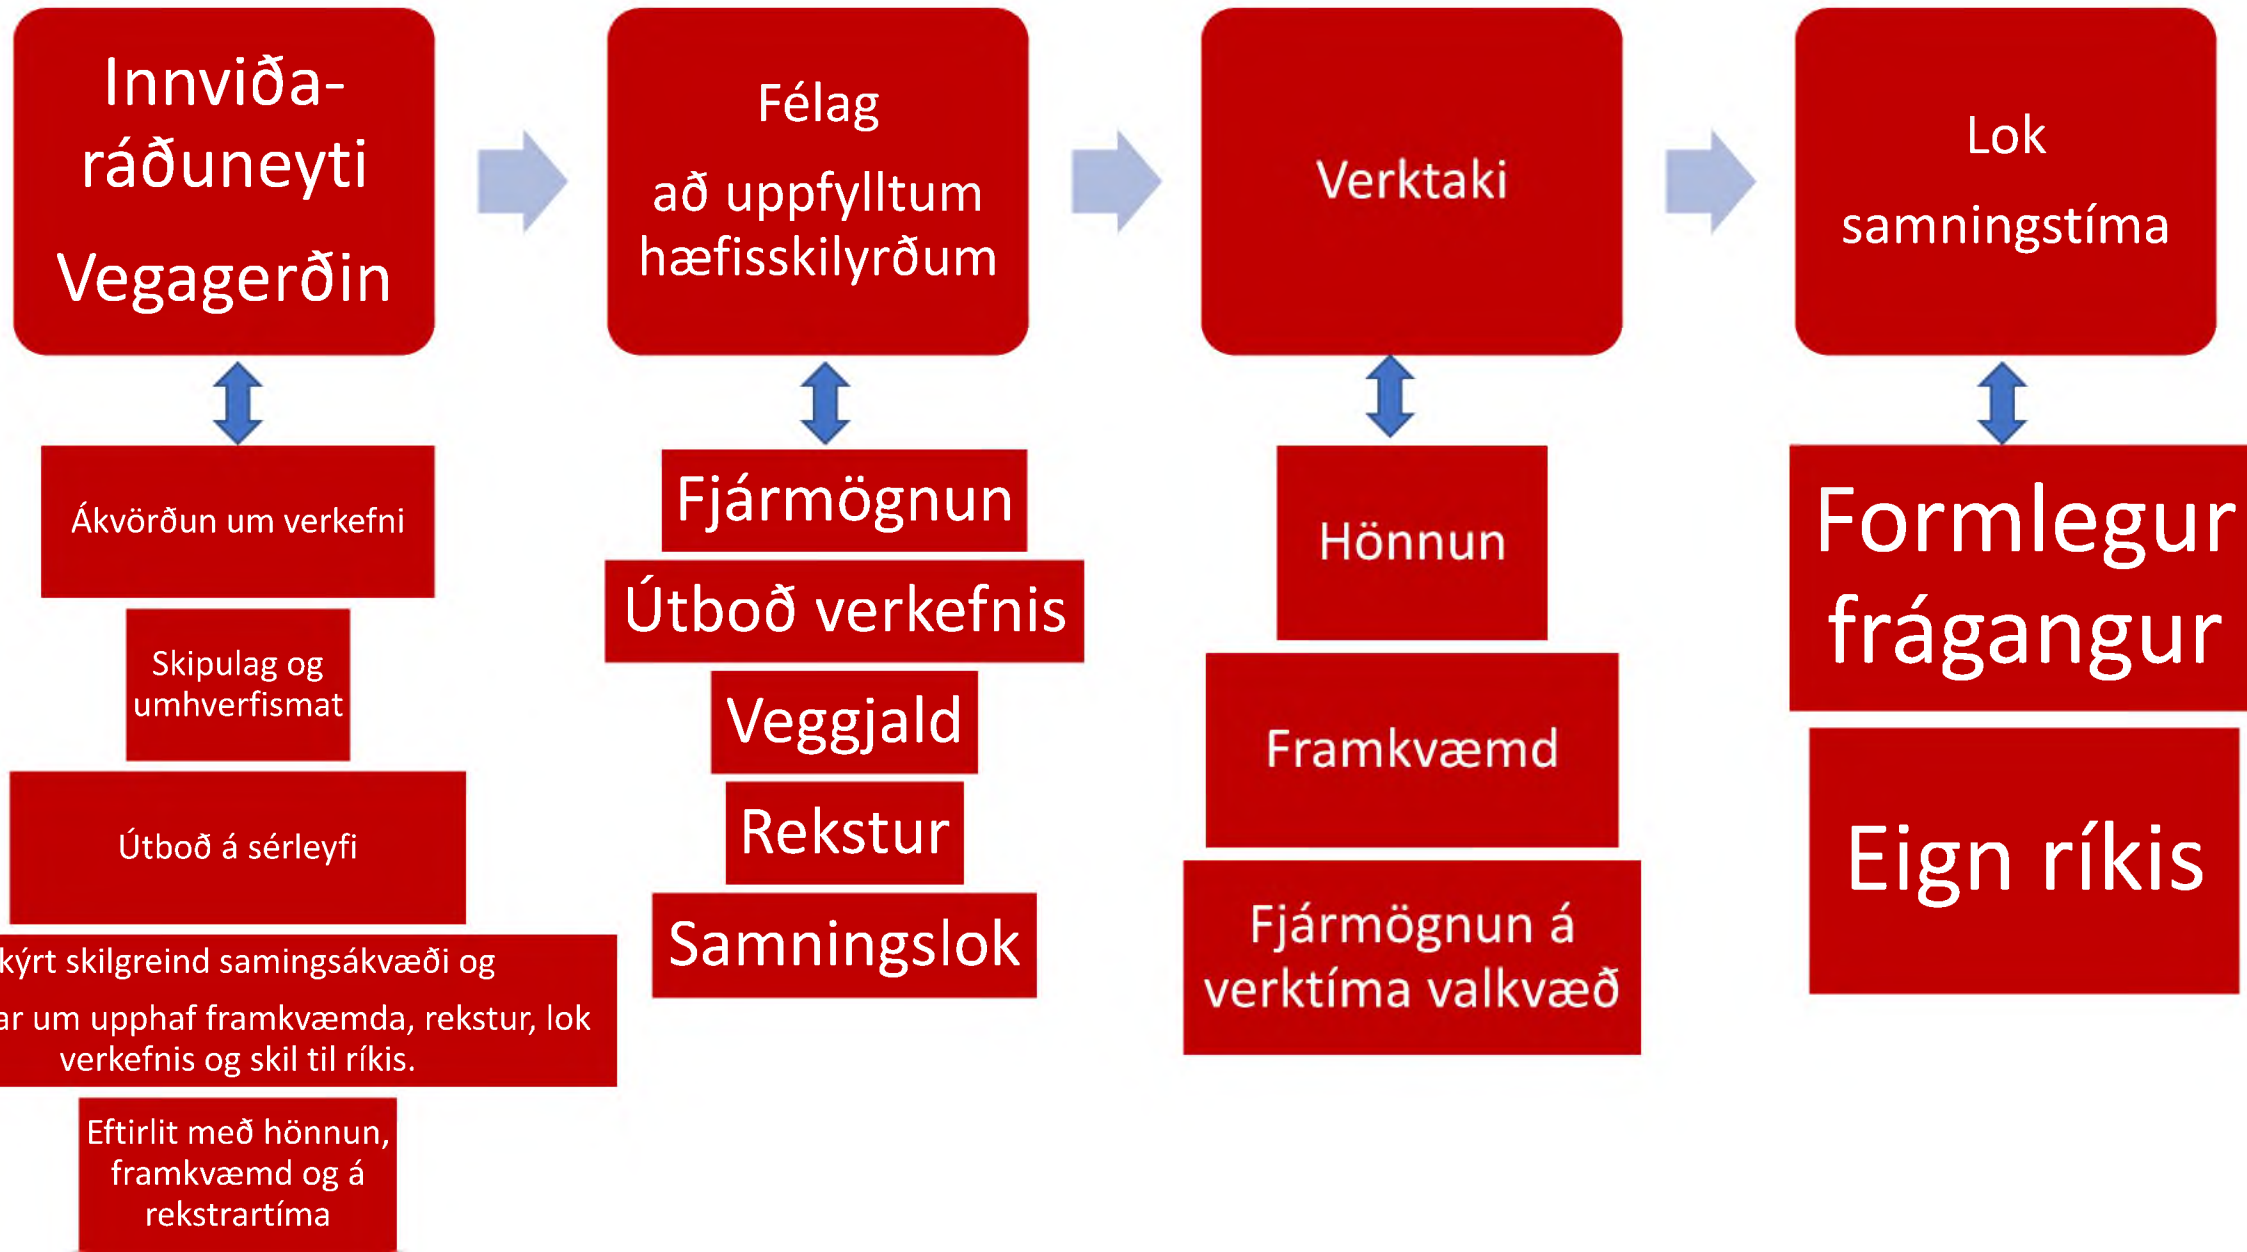 Innviða-
ráðuneyti
Vegagerðin
Félag
að uppfylltum
hæfisskilyrðum
Verktaki
Lok
samningstíma
Ákvörðun um verkefni
Skipulag og
umhverfismat
Útboð á sérleyfi
kýrt skilgreind samingsákvæði og
ar um upphaf framkvæmda, rekstur, lok
verkefnis og skil til ríkis.
Eftirlit með hönnun,
framkvæmd og á
rekstrartíma
Fjármögnun
Útboð verkefnis
Veggjald
Rekstur
Samningslok
Hönnun
Framkvæmd
Fjármögnun á
verktíma valkvæð
Formlegur
frágangur
Eign ríkis